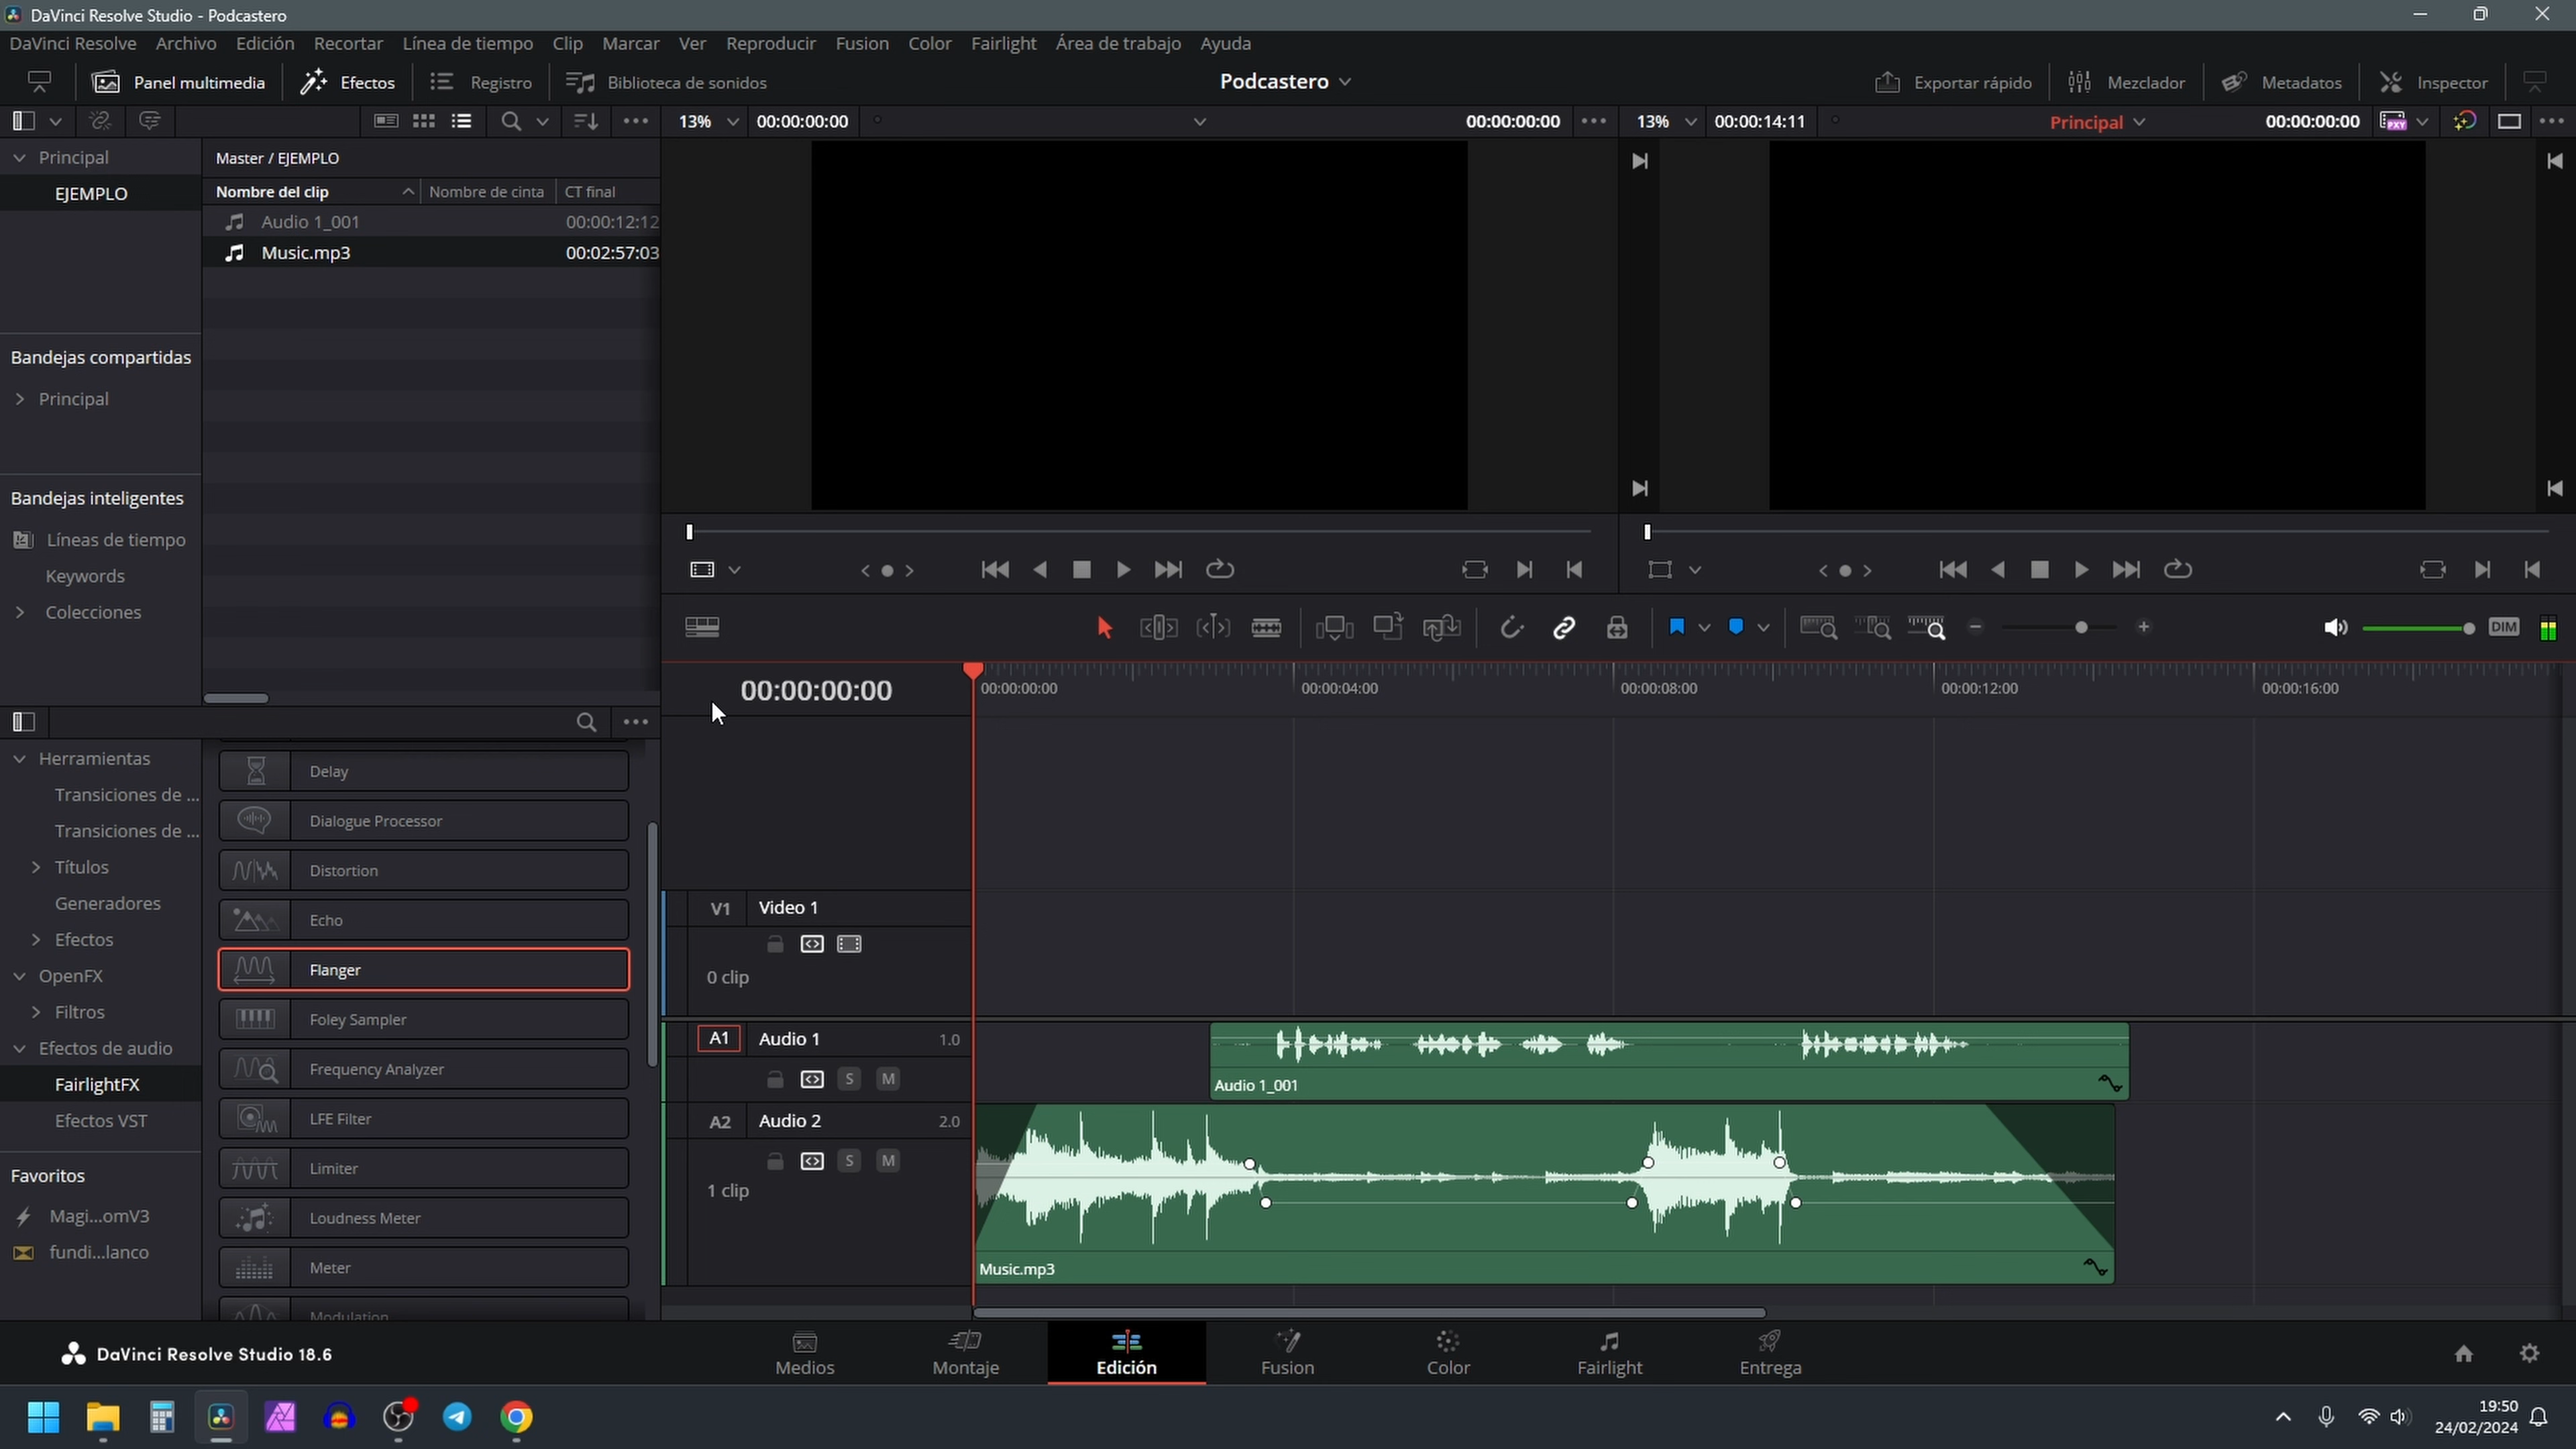 DaVinci Resolve Studio - Podcastero
DaVinci Resolve Archivo Edición Recortar Línea de tiempo Clip Marcar Ver Reproducir Fusion Color Fairlight Área de trabajo Ayuda
Panel multimedia Efectos Registro Biblioteca de sonidos Podcastero Exportar rápido Mezclador Metadatos Inspector
13% 00:00:00:00 00:00:00:00 13% 00:00:14:11 Principal 00:00:00:00 PXY
Principal
EJEMPLO
Master / EJEMPLO
Nombre del clip Nombre de cinta CT final
Audio 1_001 00:00:12:12
Music.mp3 00:02:57:03
Bandejas compartidas
Principal
Bandejas inteligentes
Líneas de tiempo
Keywords
Colecciones
DIM
00:00:00:00
00:00:00:00 00:00:04:00 00:00:08:00 00:00:12:00 00:00:16:00
Herramientas
Transiciones de ...
Transiciones de ...
Títulos
Generadores
Efectos
OpenFX
Filtros
Efectos de audio
FairlightFX
Efectos VST
Favoritos
Magi...omV3
fundi...lanco
Delay
Dialogue Processor
Distortion
Echo
Flanger
Foley Sampler
Frequency Analyzer
LFE Filter
Limiter
Loudness Meter
Meter
Modulation
V1 Video 1
0 clip
A1 Audio 1 1.0
S M
Audio 1_001
A2 Audio 2 2.0
S M
1 clip
Music.mp3
DaVinci Resolve Studio 18.6
Medios Montaje Edición Fusion Color Fairlight Entrega
19:50
24/02/2024